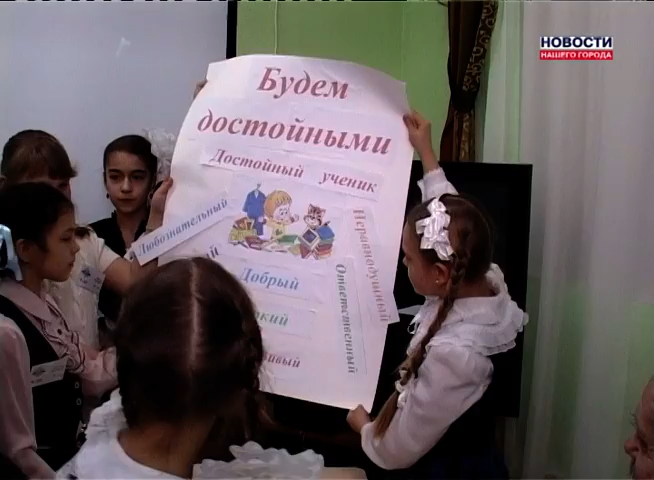 НОВОСТИ
НАШЕГО ГОРОДА
Будем
достойными
Достойный ученик
Любознательный
Неравнодушный
Добрый
Ответственный